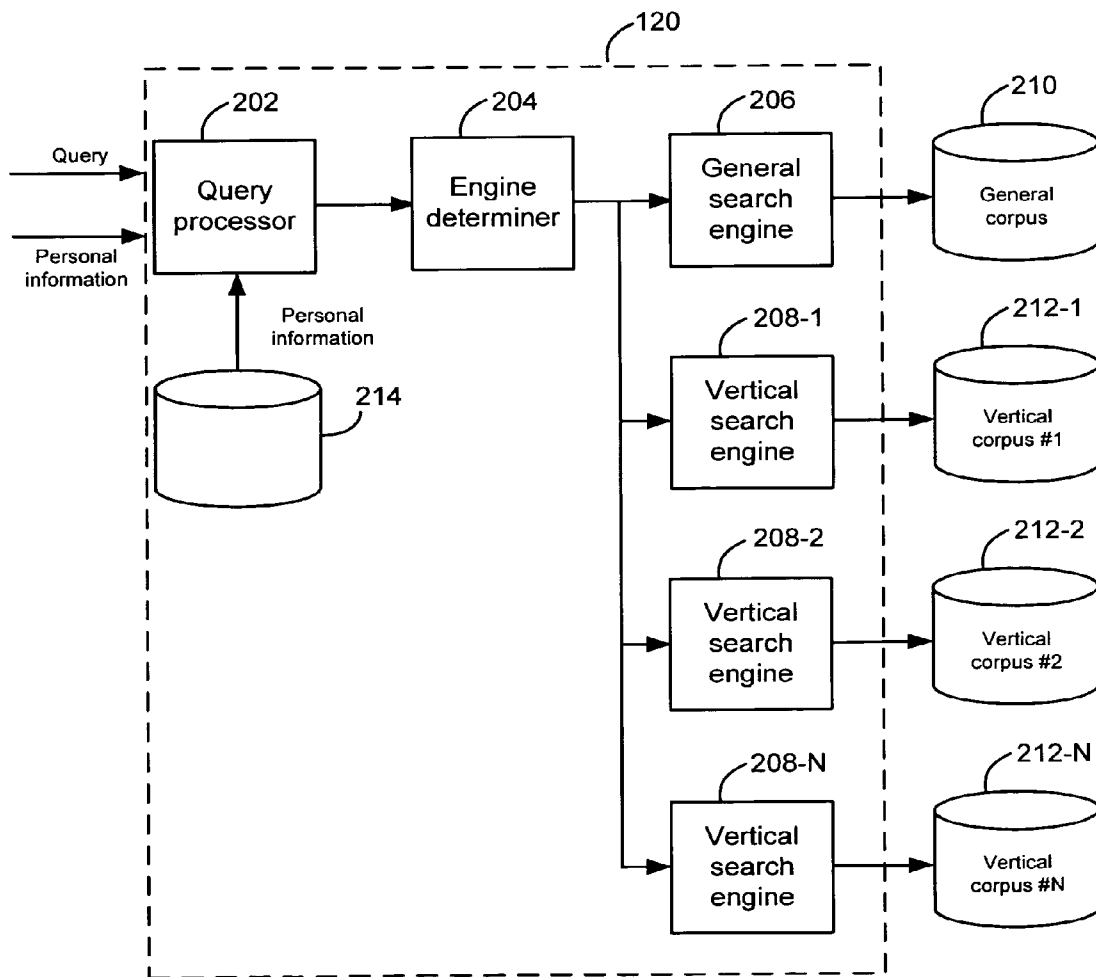 120
202
204
206
210
Query
Query
processor
Engine
determiner
General
search
engine
General
corpus
Personal
information
Personal
information
214
208-1
212-1
Vertical
search
engine
Vertical
corpus #1
208-2
212-2
Vertical
search
engine
Vertical
corpus #2
208-N
212-N
Vertical
search
engine
Vertical
corpus #N